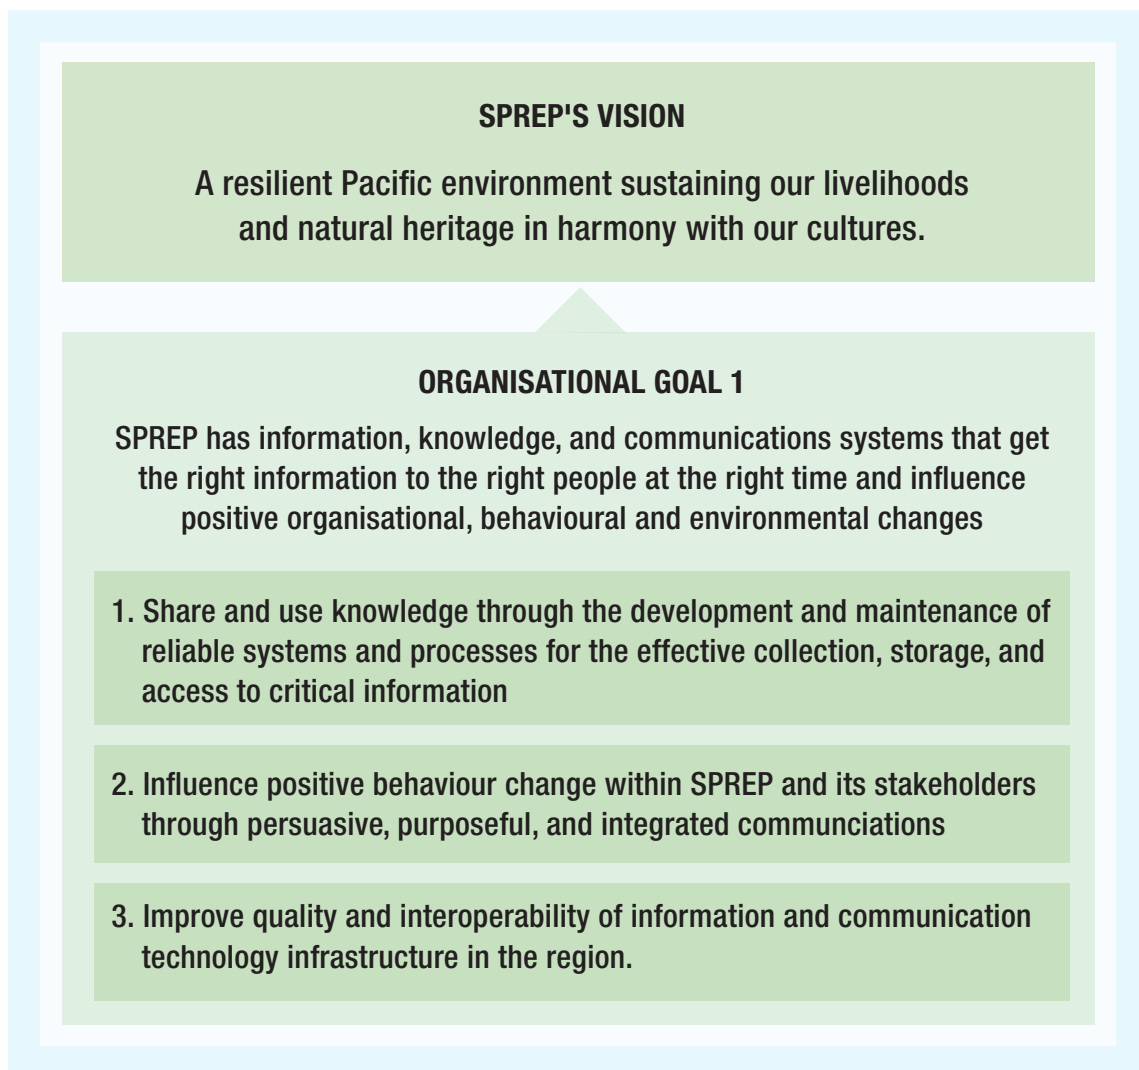 SPREP'S VISION
A resilient Pacific environment sustaining our livelihoods
and natural heritage in harmony with our cultures.
ORGANISATIONAL GOAL 1
SPREP has information, knowledge, and communications systems that get
the right information to the right people at the right time and influence
positive organisational, behavioural and environmental changes
1. Share and use knowledge through the development and maintenance of
reliable systems and processes for the effective collection, storage, and
access to critical information
2. Influence positive behaviour change within SPREP and its stakeholders
through persuasive, purposeful, and integrated communciations
3. Improve quality and interoperability of information and communication
technology infrastructure in the region.